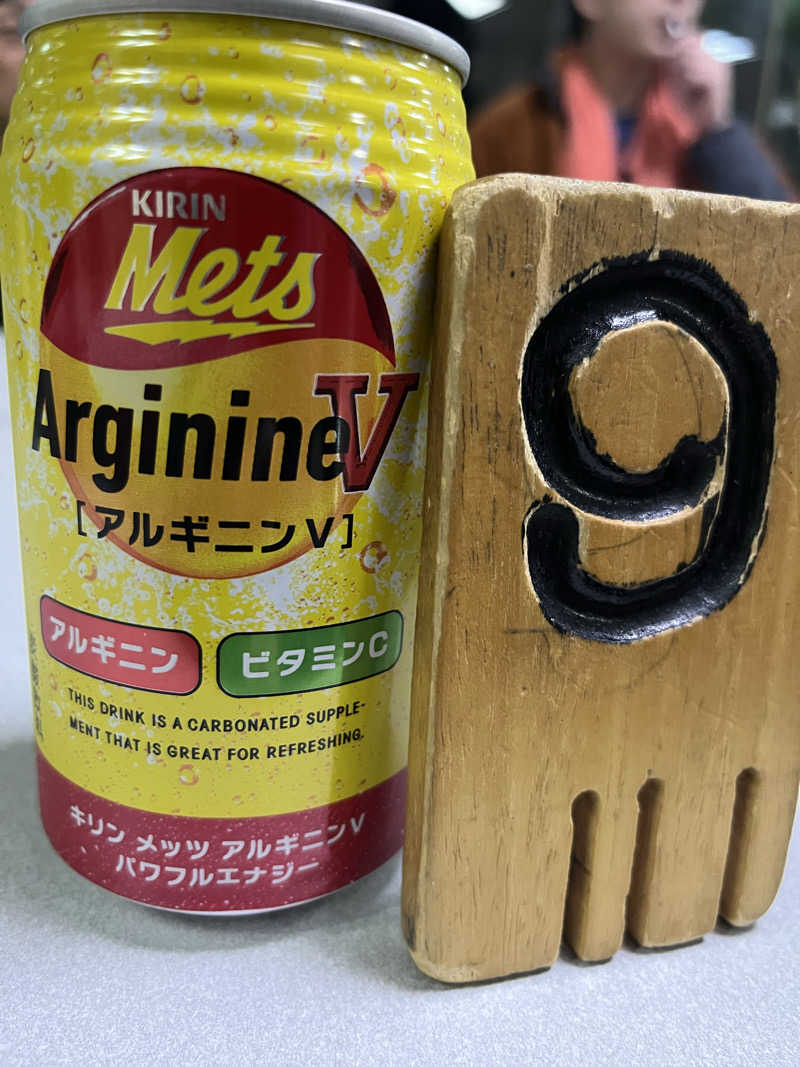 KIRIN
Mets
Arginine V
[アルギニンV]
アルギニン
ビタミンC
THIS DRINK IS A CARBONATED SUPPLE-
MENT THAT IS GREAT FOR REFRESHING.
キリン メッツ アルギニンV
パワフルエナジー
9